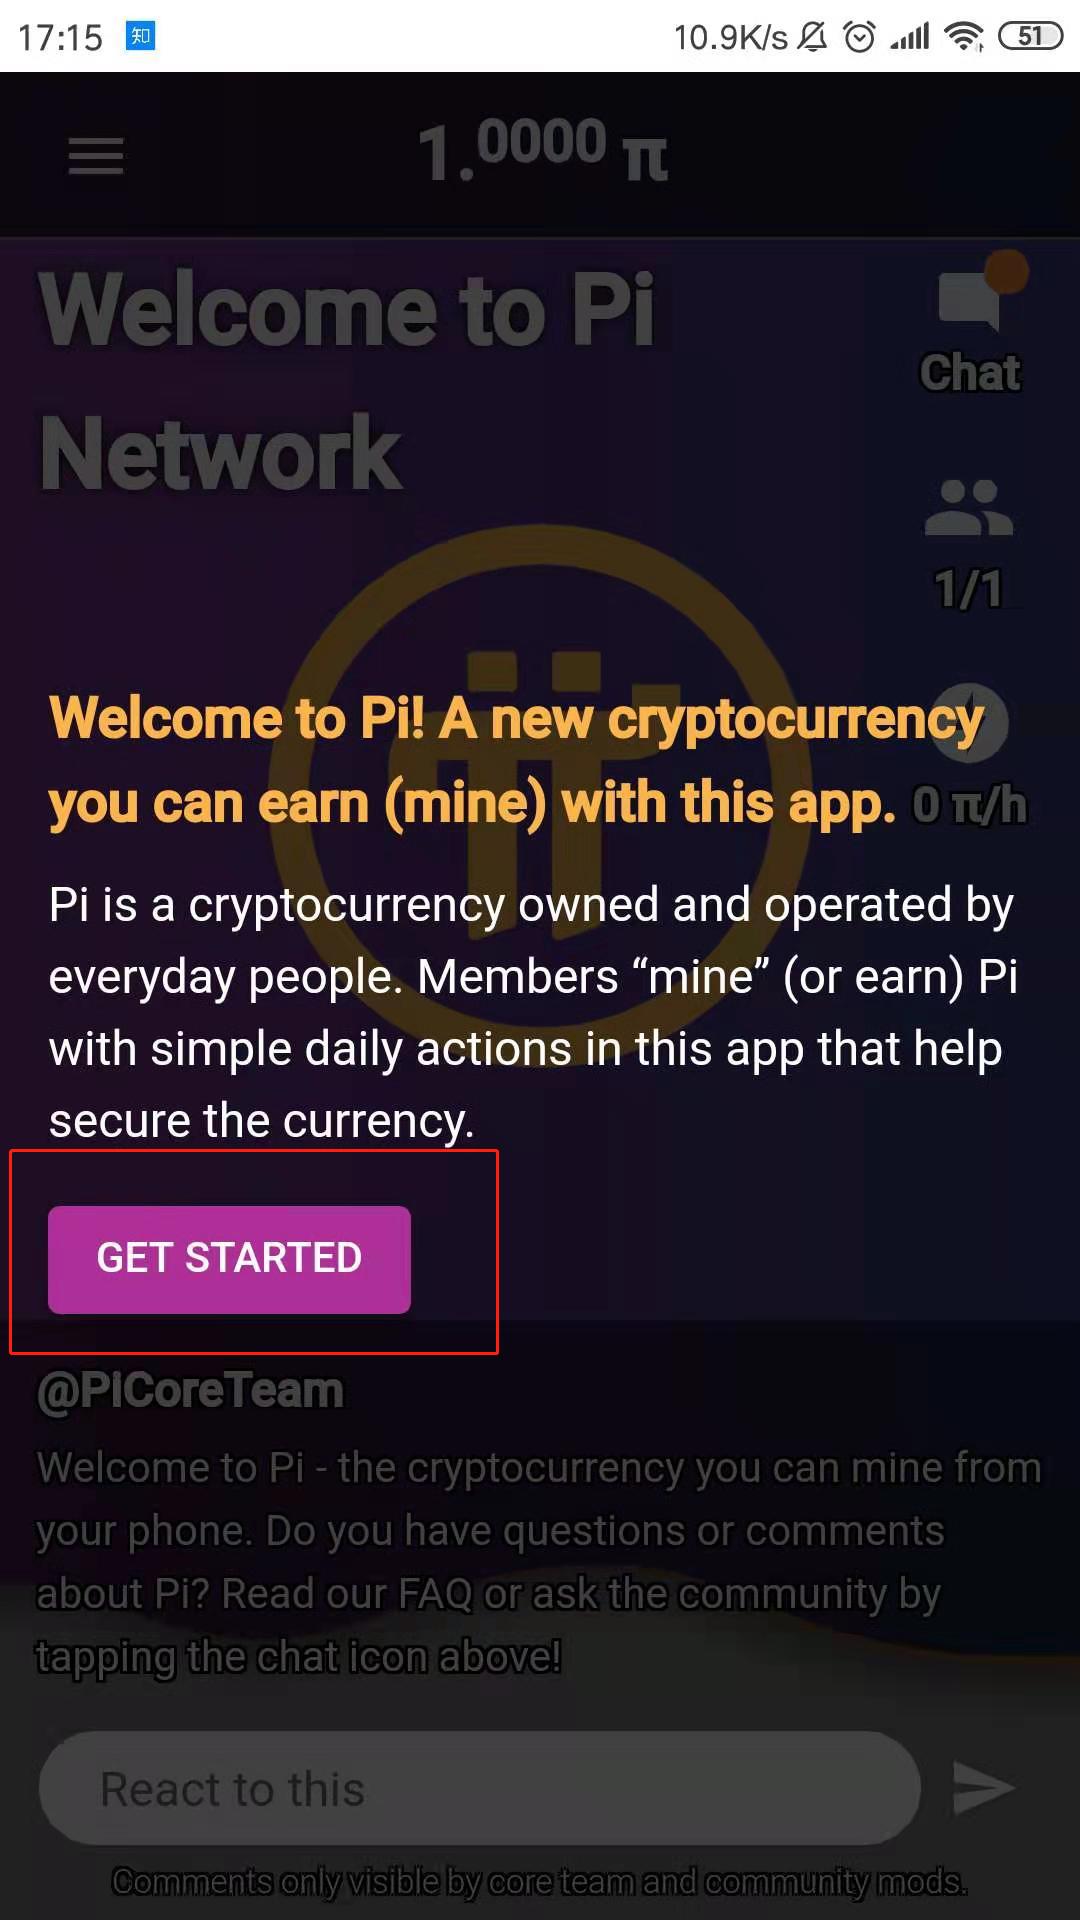 17:15 知 10.9K/s 51
1.0000 π
Welcome to Pi
Network
Chat
1/1
Welcome to Pi! A new cryptocurrency
you can earn (mine) with this app.
0 π/h
Pi is a cryptocurrency owned and operated by
everyday people. Members “mine” (or earn) Pi
with simple daily actions in this app that help
secure the currency.
GET STARTED
@PiCoreTeam
Welcome to Pi - the cryptocurrency you can mine from
your phone. Do you have questions or comments
about Pi? Read our FAQ or ask the community by
tapping the chat icon above!
React to this
Comments only visible by core team and community mods.